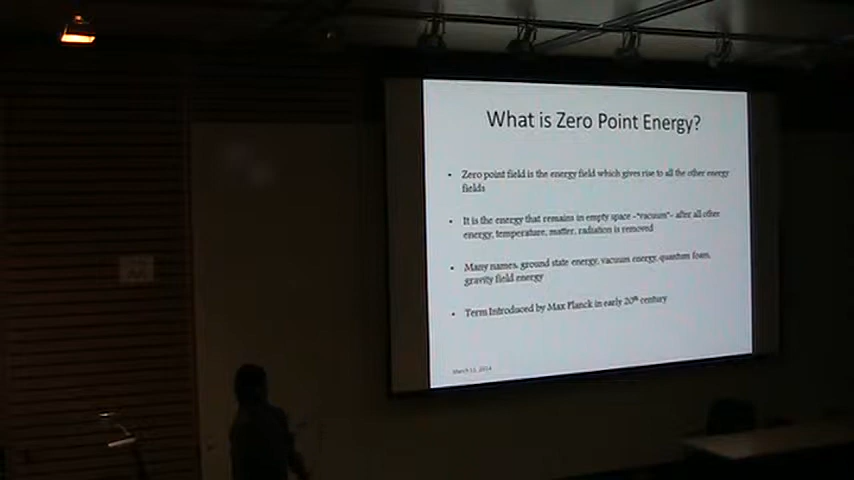 What is Zero Point Energy?
• Zero point field is the energy field which gives rise to all the other energy
fields
• It is the energy that remains in empty space –"vacuum"– after all other
energy, temperature, matter, radiation is removed
• Many names, ground state energy, vacuum energy, quantum foam,
gravity field energy
• Term Introduced by Max Planck in early 20th century
March 11, 2014